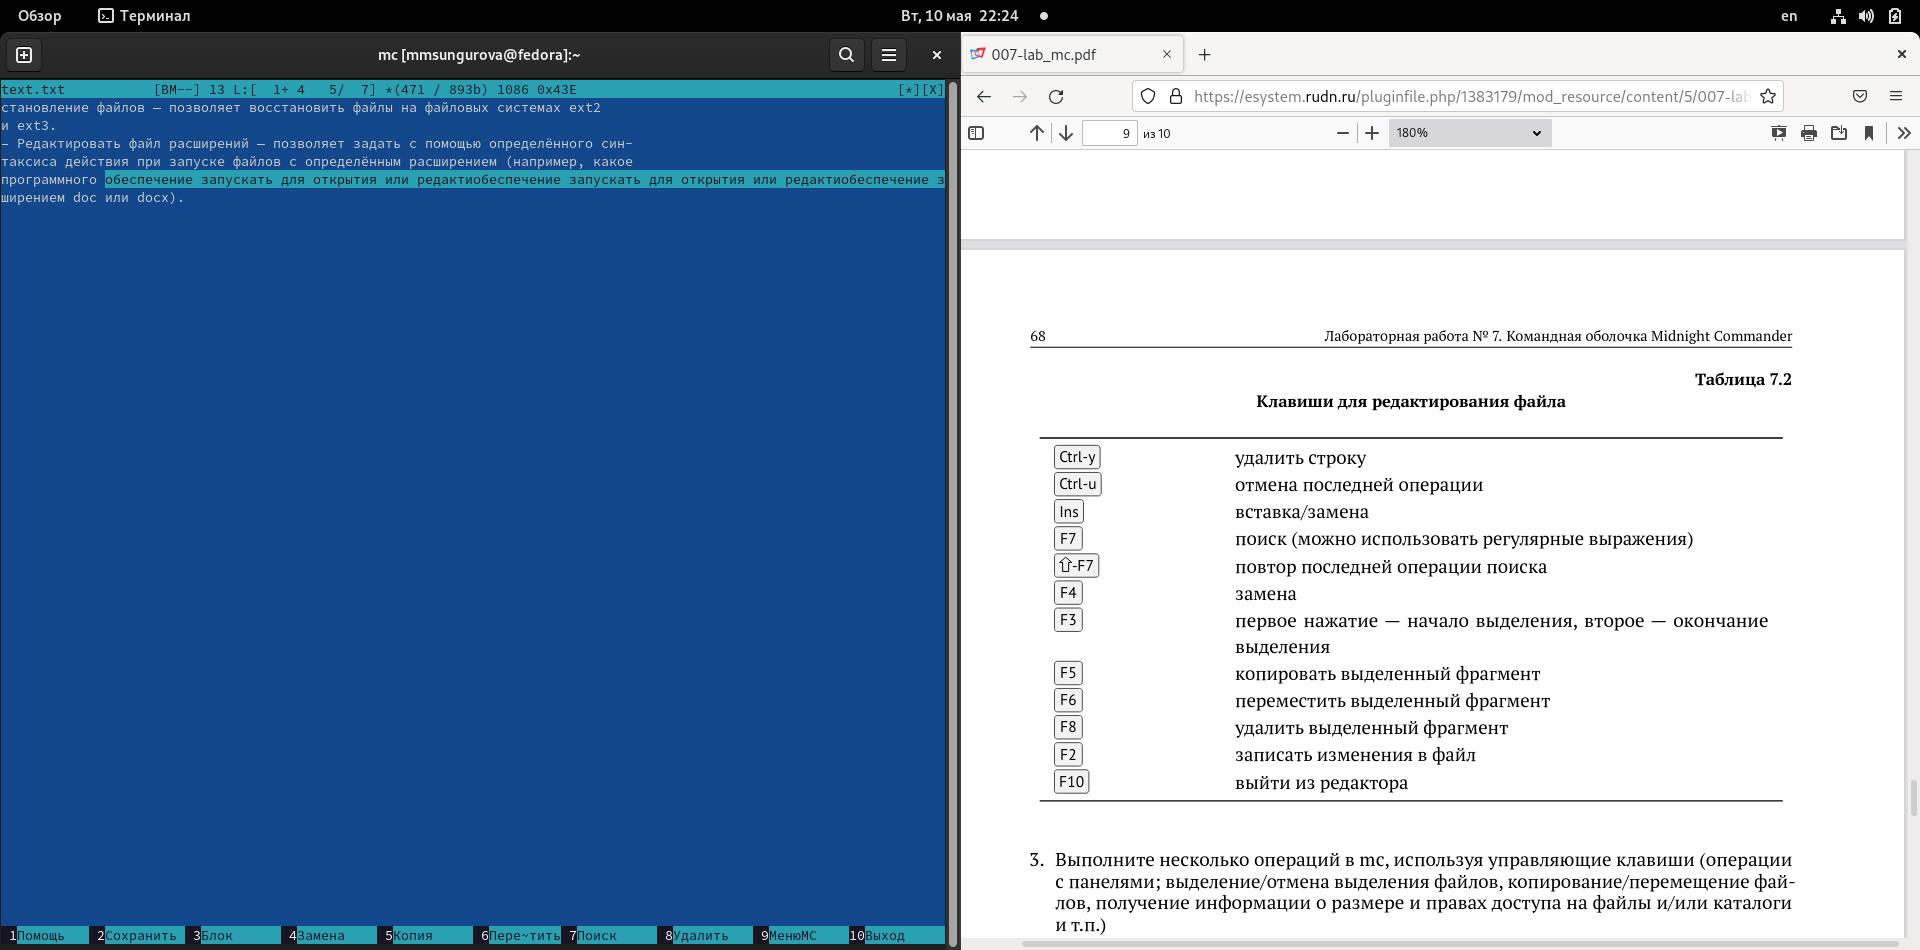 Обзор
Терминал
Вт, 10 мая 22:24
en
mc [mmsungurova@fedora]:~
text.txt [BM--] 13 L:[ 1+ 4 5/ 7] *(471 / 893b) 1086 0x43E [*][X]
становление файлов — позволяет восстановить файлы на файловых системах ext2
и ext3.
– Редактировать файл расширений — позволяет задать с помощью определённого син-
таксиса действия при запуске файлов с определённым расширением (например, какое
программного обеспечение запускать для открытия или редактиобеспечение запускать для открытия или редактиобеспечение з
ширением doc или docx).
1Помощь 2Сохранить 3Блок 4Замена 5Копия 6Пере~тить 7Поиск 8Удалить 9МенюMC 10Выход
007-lab_mc.pdf
https://esystem.rudn.ru/pluginfile.php/1383179/mod_resource/content/5/007-lab
9 из 10
180%
68 Лабораторная работа № 7. Командная оболочка Midnight Commander
Таблица 7.2
Клавиши для редактирования файла
Ctrl-y удалить строку
Ctrl-u отмена последней операции
Ins вставка/замена
F7 поиск (можно использовать регулярные выражения)
⇧-F7 повтор последней операции поиска
F4 замена
F3 первое нажатие — начало выделения, второе — окончание
выделения
F5 копировать выделенный фрагмент
F6 переместить выделенный фрагмент
F8 удалить выделенный фрагмент
F2 записать изменения в файл
F10 выйти из редактора
3. Выполните несколько операций в mc, используя управляющие клавиши (операции
с панелями; выделение/отмена выделения файлов, копирование/перемещение фай-
лов, получение информации о размере и правах доступа на файлы и/или каталоги
и т.п.)